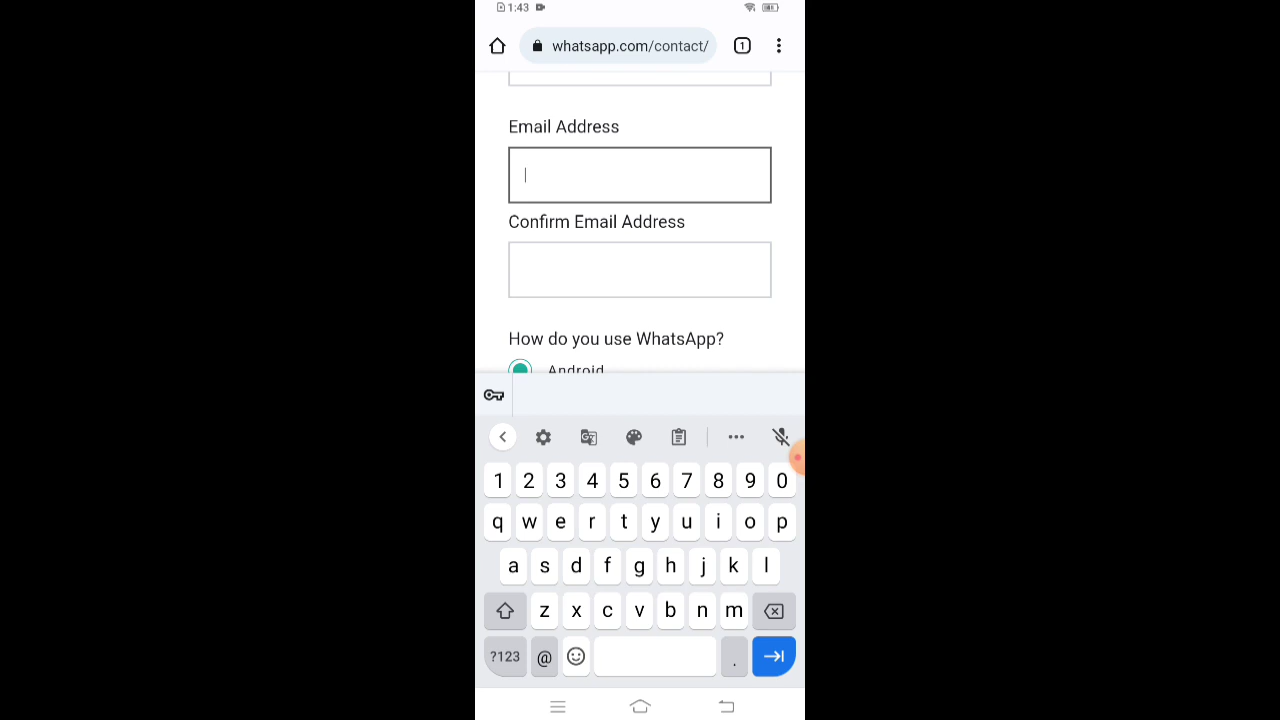 1:43
whatsapp.com/contact/
1
Email Address
Confirm Email Address
How do you use WhatsApp?
Android
1 2 3 4 5 6 7 8 9 0
q w e r t y u i o p
a s d f g h j k l
z x c v b n m
?123 @ .